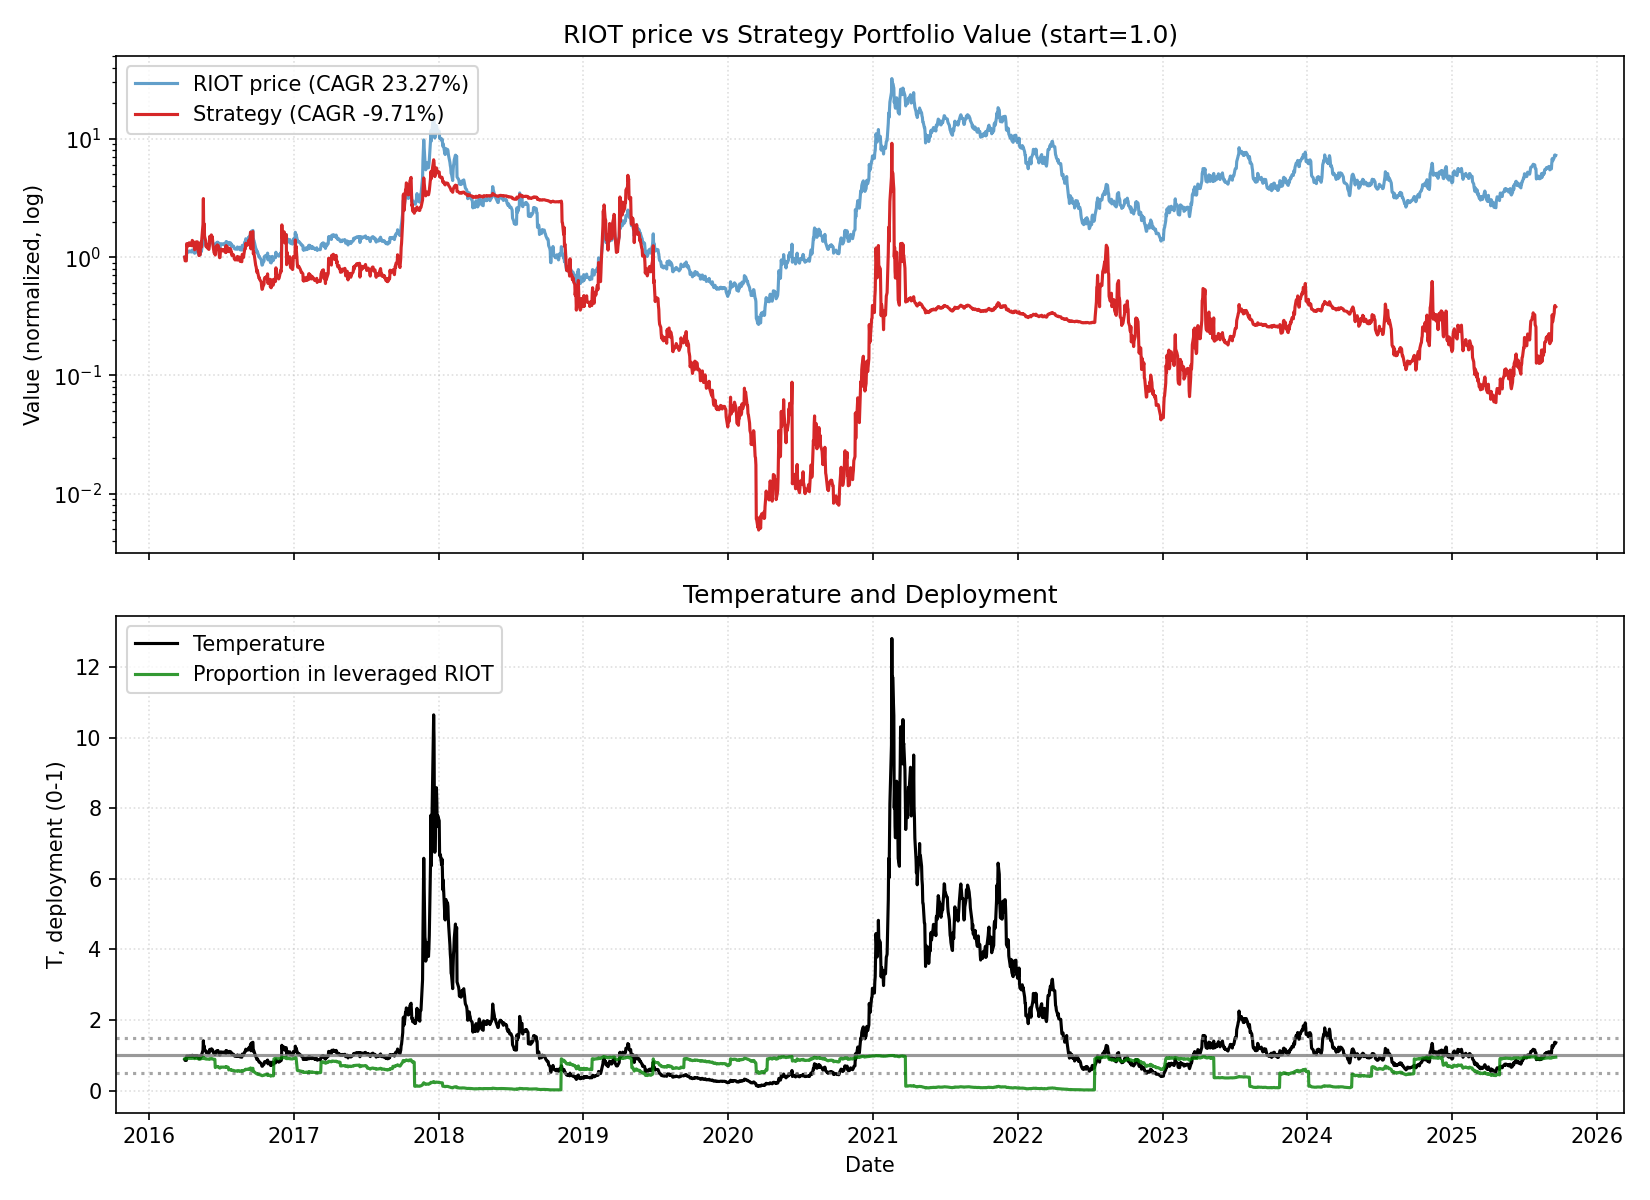 RIOT price vs Strategy Portfolio Value (start=1.0)
RIOT price (CAGR 23.27%)
Strategy (CAGR -9.71%)
Value (normalized, log)
10¹
10⁰
10⁻¹
10⁻²
Temperature and Deployment
Temperature
Proportion in leveraged RIOT
T, deployment (0-1)
12
10
8
6
4
2
0
2016 2017 2018 2019 2020 2021 2022 2023 2024 2025 2026
Date